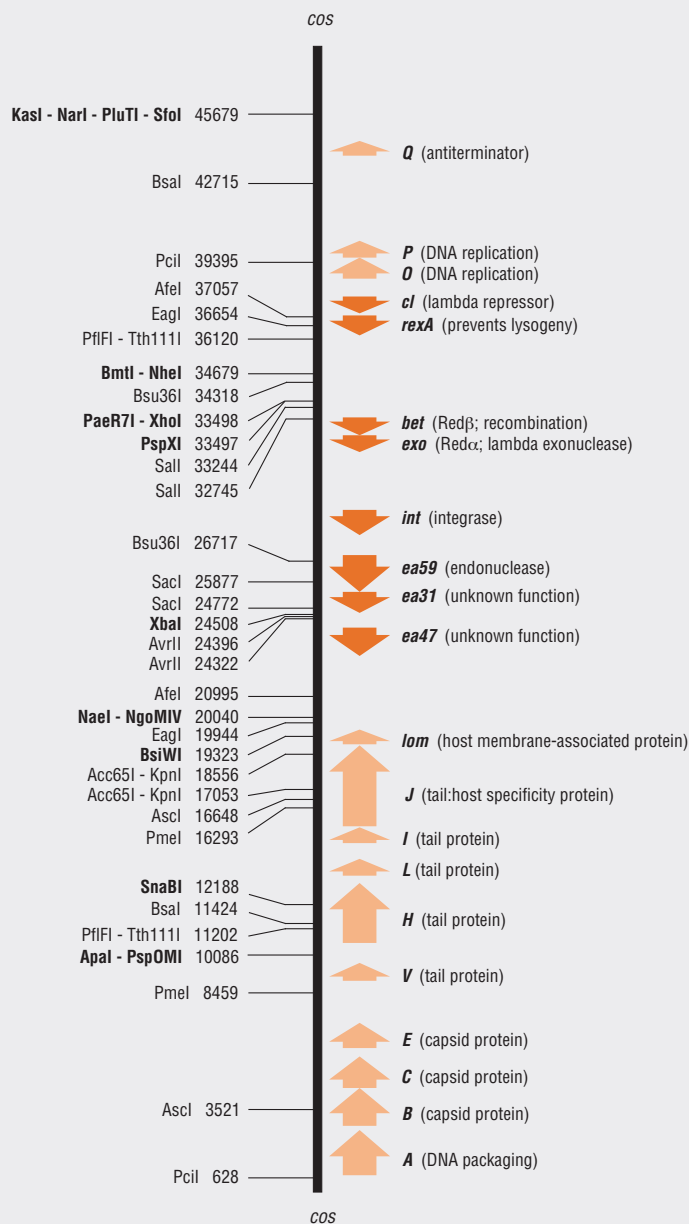 cos
KasI - NarI - PluTI - SfoI 45679
Q (antiterminator)
BsaI 42715
P (DNA replication)
PciI 39395
O (DNA replication)
AfeI 37057
cI (lambda repressor)
EagI 36654
rexA (prevents lysogeny)
PflFI - Tth111I 36120
BmtI - NheI 34679
Bsu36I 34318
PaeR7I - XhoI 33498
bet (Redβ; recombination)
PspXI 33497
exo (Redα; lambda exonuclease)
SalI 33244
SalI 32745
int (integrase)
Bsu36I 26717
ea59 (endonuclease)
SacI 25877
ea31 (unknown function)
SacI 24772
XbaI 24508
ea47 (unknown function)
AvrII 24396
AvrII 24322
AfeI 20995
NaeI - NgoMIV 20040
EagI 19944
lom (host membrane-associated protein)
BsiWI 19323
Acc65I - KpnI 18556
Acc65I - KpnI 17053
J (tail:host specificity protein)
AscI 16648
PmeI 16293
I (tail protein)
L (tail protein)
SnaBI 12188
BsaI 11424
H (tail protein)
PflFI - Tth111I 11202
ApaI - PspOMI 10086
V (tail protein)
PmeI 8459
E (capsid protein)
C (capsid protein)
AscI 3521
B (capsid protein)
A (DNA packaging)
PciI 628
cos